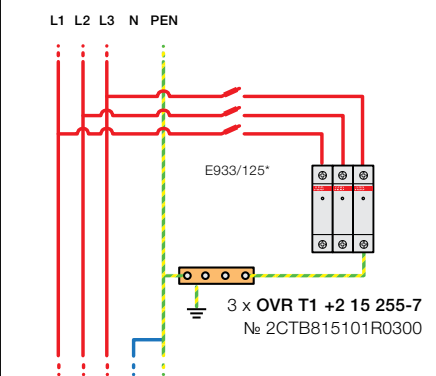 L1 L2 L3 N PEN
E933/125*
3 x OVR T1 +2 15 255-7
№ 2CTB815101R0300